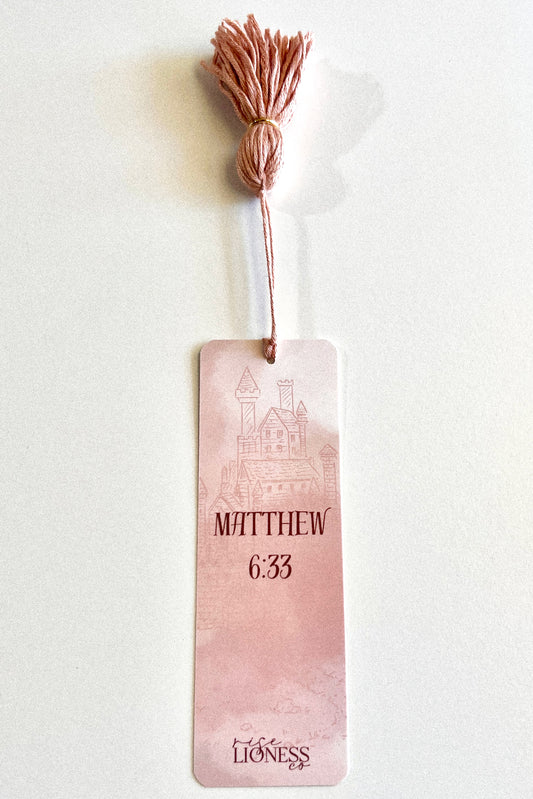 MATTHEW
6:33
rise
LIONESS
co